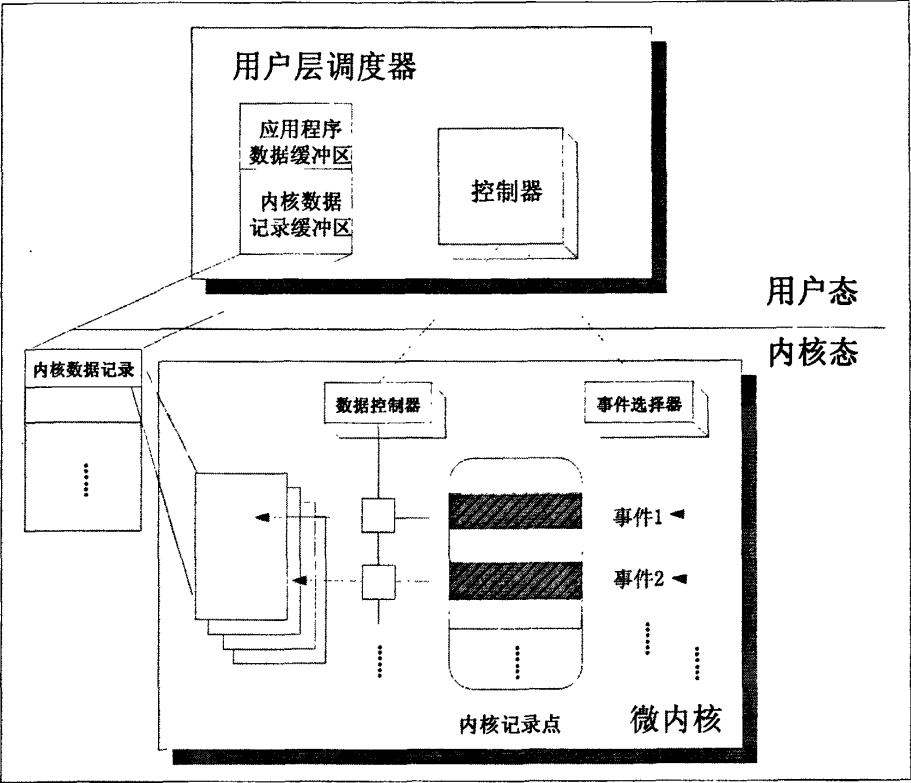 用户层调度器
应用程序
数据缓冲区
内核数据
记录缓冲区
控制器
用户态
内核态
内核数据记录
数据控制器
事件选择器
事件1
事件2
内核记录点
微内核